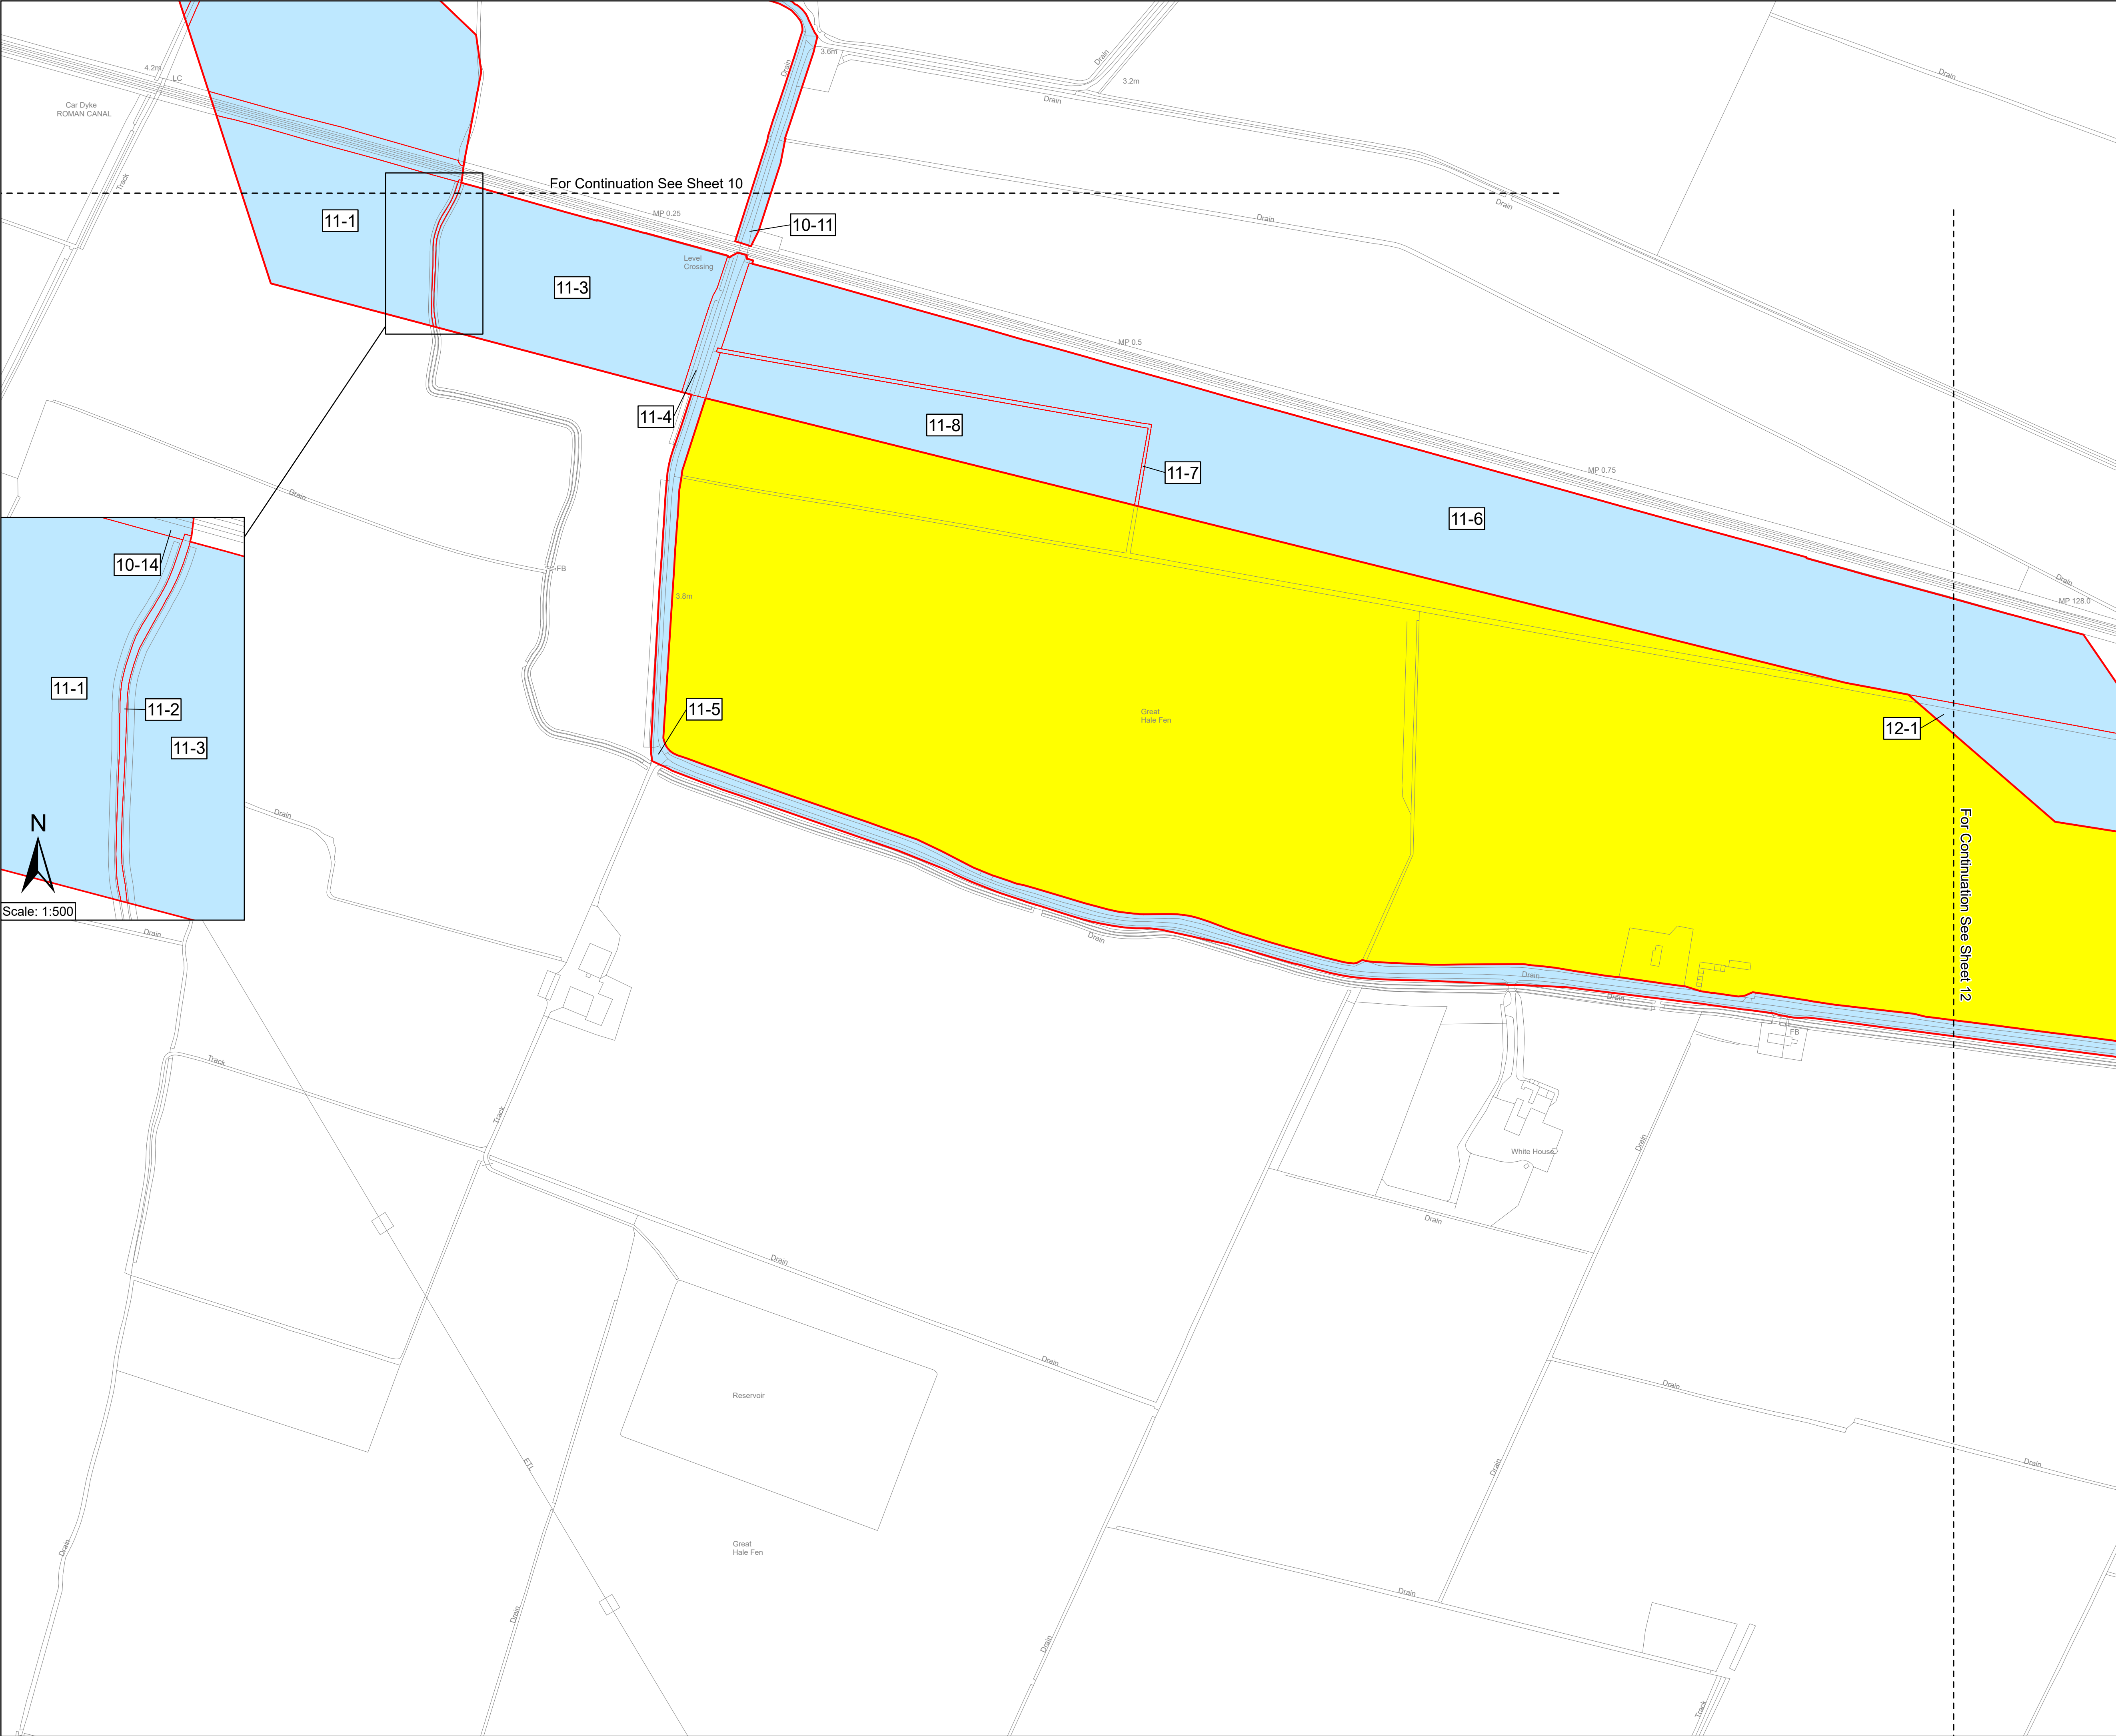 3.6m
Drain
Drain
4.2m
LC
Drain
Drain
3.2m
Drain
Car Dyke
ROMAN CANAL
Track
For Continuation See Sheet 10
Drain
MP 0.25
Drain
11-1
10-11
Level
Crossing
11-3
MP 0.5
11-4
11-8
11-7
MP 0.75
Drain
11-6
10-14
FB
Drain
3.8m
MP 128.0
11-1
11-2
11-5
Great
Hale Fen
12-1
11-3
N
Drain
For Continuation See Sheet 12
Scale: 1:500
Drain
Drain
Drain
Drain
FB
Track
Track
Drain
White House
Drain
Drain
Drain
Drain
Reservoir
ETL
Drain
Drain
Drain
Great
Hale Fen
Drain
Drain
Drain
Drain
Track